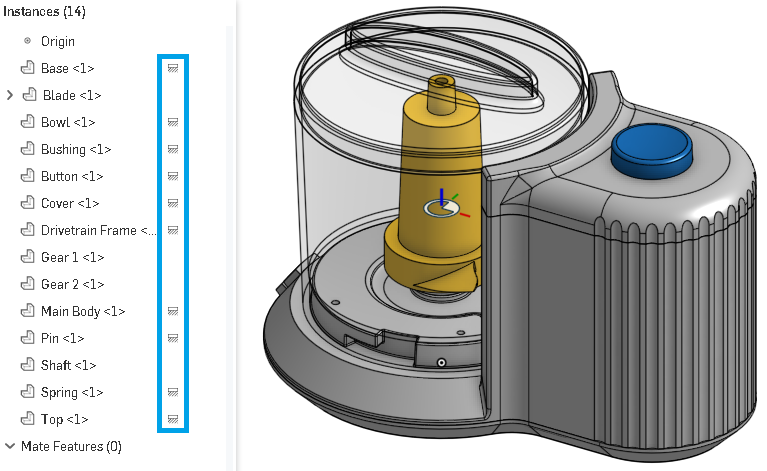 Instances (14)
Origin
Base <1>
Blade <1>
Bowl <1>
Bushing <1>
Button <1>
Cover <1>
Drivetrain Frame <...
Gear 1 <1>
Gear 2 <1>
Main Body <1>
Pin <1>
Shaft <1>
Spring <1>
Top <1>
Mate Features (0)